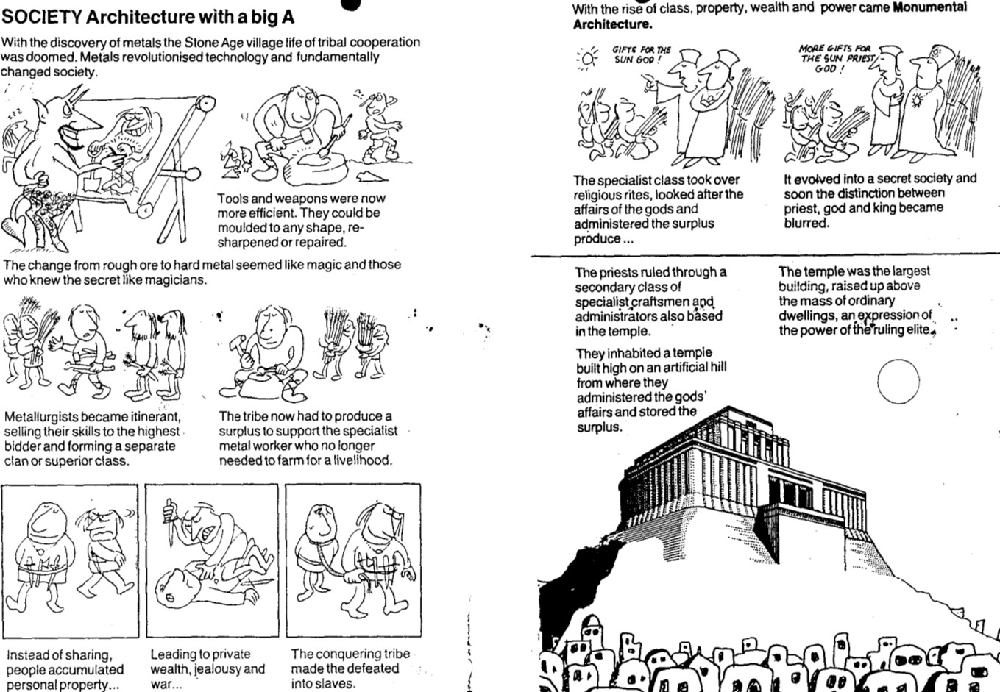 SOCIETY Architecture with a big A
With the discovery of metals the Stone Age village life of tribal cooperation
was doomed. Metals revolutionised technology and fundamentally
changed society.
zzz
Tools and weapons were now
more efficient. They could be
moulded to any shape, re-
sharpened or repaired.
The change from rough ore to hard metal seemed like magic and those
who knew the secret like magicians.
Metallurgists became itinerant,
selling their skills to the highest
bidder and forming a separate
clan or superior class.
The tribe now had to produce a
surplus to support the specialist
metal worker who no longer
needed to farm for a livelihood.
Instead of sharing,
people accumulated
personal property...
Leading to private
wealth, jealousy and
war...
The conquering tribe
made the defeated
into slaves.
With the rise of class, property, wealth and power came Monumental
Architecture.
GIFTS FOR THE
SUN GOD!
MORE GIFTS FOR
THE SUN PRIEST
GOD!
The specialist class took over
religious rites, looked after the
affairs of the gods and
administered the surplus
produce...
It evolved into a secret society and
soon the distinction between
priest, god and king became
blurred.
The priests ruled through a
secondary class of
specialist craftsmen and
administrators also based
in the temple.
They inhabited a temple
built high on an artificial hill
from where they
administered the gods'
affairs and stored the
surplus.
The temple was the largest
building, raised up above
the mass of ordinary
dwellings, an expression of
the power of the ruling elite.